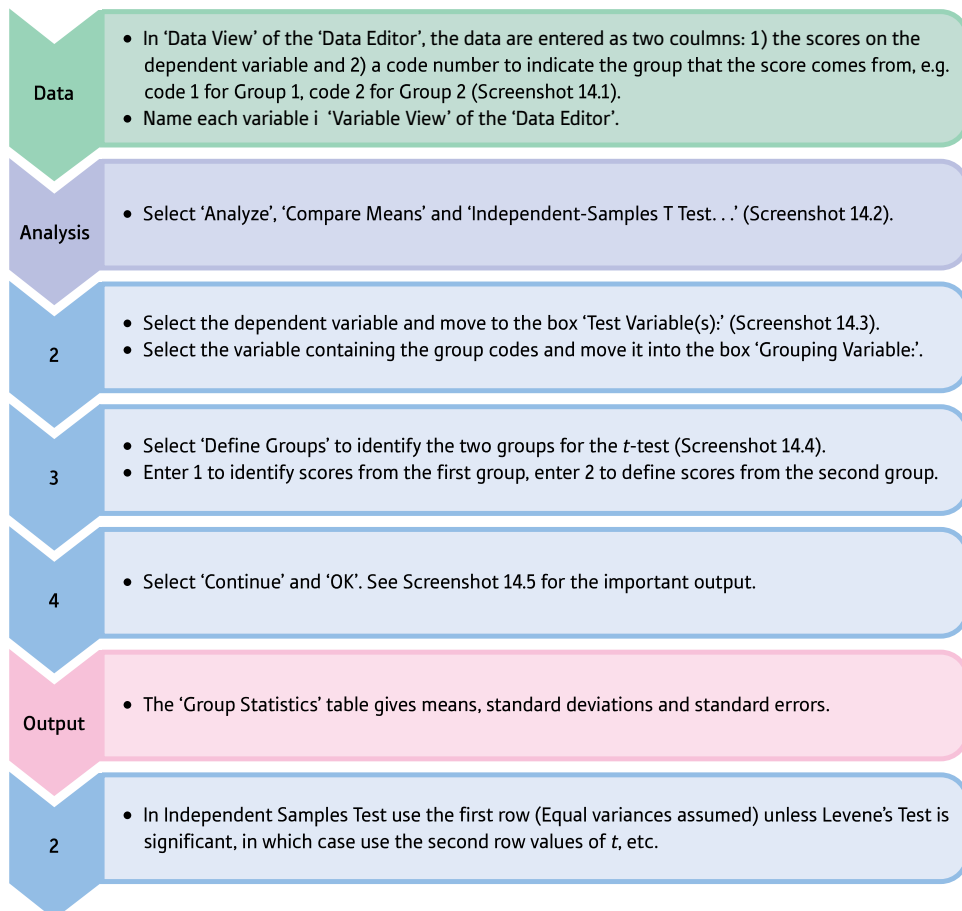 Data
• In ‘Data View’ of the ‘Data Editor’, the data are entered as two coulmns: 1) the scores on the
dependent variable and 2) a code number to indicate the group that the score comes from, e.g.
code 1 for Group 1, code 2 for Group 2 (Screenshot 14.1).
• Name each variable i ‘Variable View’ of the ‘Data Editor’.
Analysis
• Select ‘Analyze’, ‘Compare Means’ and ‘Independent-Samples T Test. . .’ (Screenshot 14.2).
2
• Select the dependent variable and move to the box ‘Test Variable(s):’ (Screenshot 14.3).
• Select the variable containing the group codes and move it into the box ‘Grouping Variable:’.
3
• Select ‘Define Groups’ to identify the two groups for the t-test (Screenshot 14.4).
• Enter 1 to identify scores from the first group, enter 2 to define scores from the second group.
4
• Select ‘Continue’ and ‘OK’. See Screenshot 14.5 for the important output.
Output
• The ‘Group Statistics’ table gives means, standard deviations and standard errors.
2
• In Independent Samples Test use the first row (Equal variances assumed) unless Levene’s Test is
significant, in which case use the second row values of t, etc.